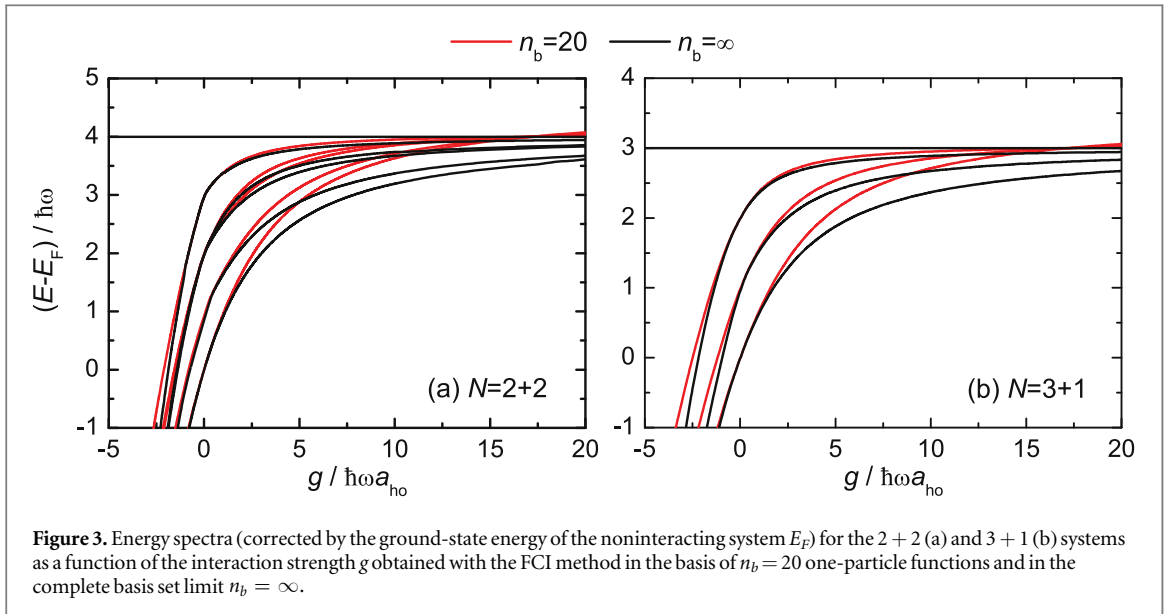 n_b=20 n_b=∞
5
4
3
2
1
0
-1
-5 0 5 10 15 20
(E-E_F) / ħω
g / ħωa_ho
(a) N=2+2
4
3
2
1
0
-1
-5 0 5 10 15 20
g / ħωa_ho
(b) N=3+1
Figure 3. Energy spectra (corrected by the ground-state energy of the noninteracting system E_F) for the 2 + 2 (a) and 3 + 1 (b) systems
as a function of the interaction strength g obtained with the FCI method in the basis of n_b = 20 one-particle functions and in the
complete basis set limit n_b = ∞.